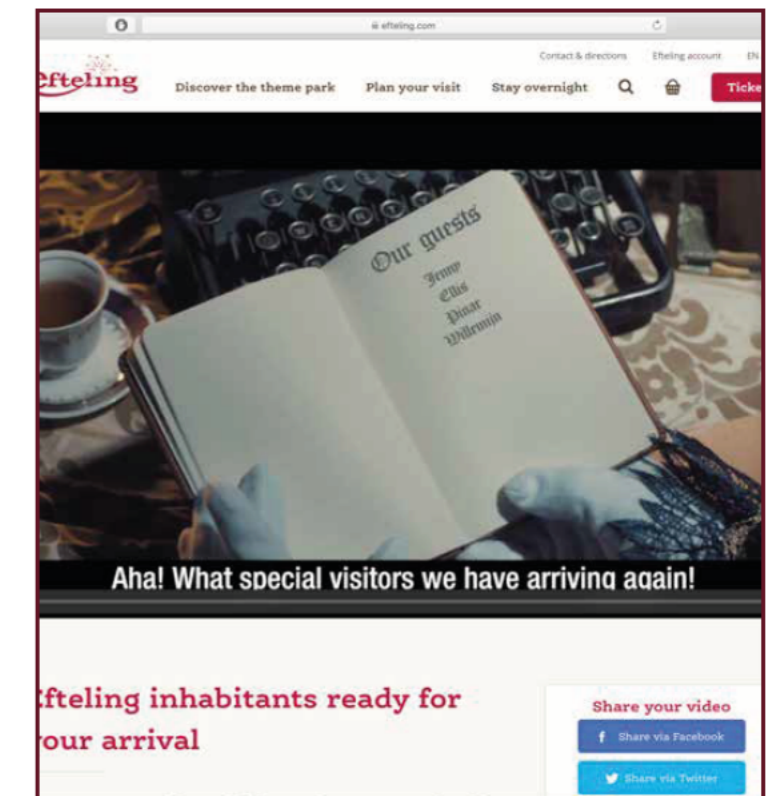 efteling.com
Contact & directions Efteling account EN
Efteling Discover the theme park Plan your visit Stay overnight Ticke
Our guests
Jenny
Ellis
Pinar
Willemijn
Aha! What special visitors we have arriving again!
fteling inhabitants ready for
our arrival
Share your video
f Share via Facebook
Share via Twitter